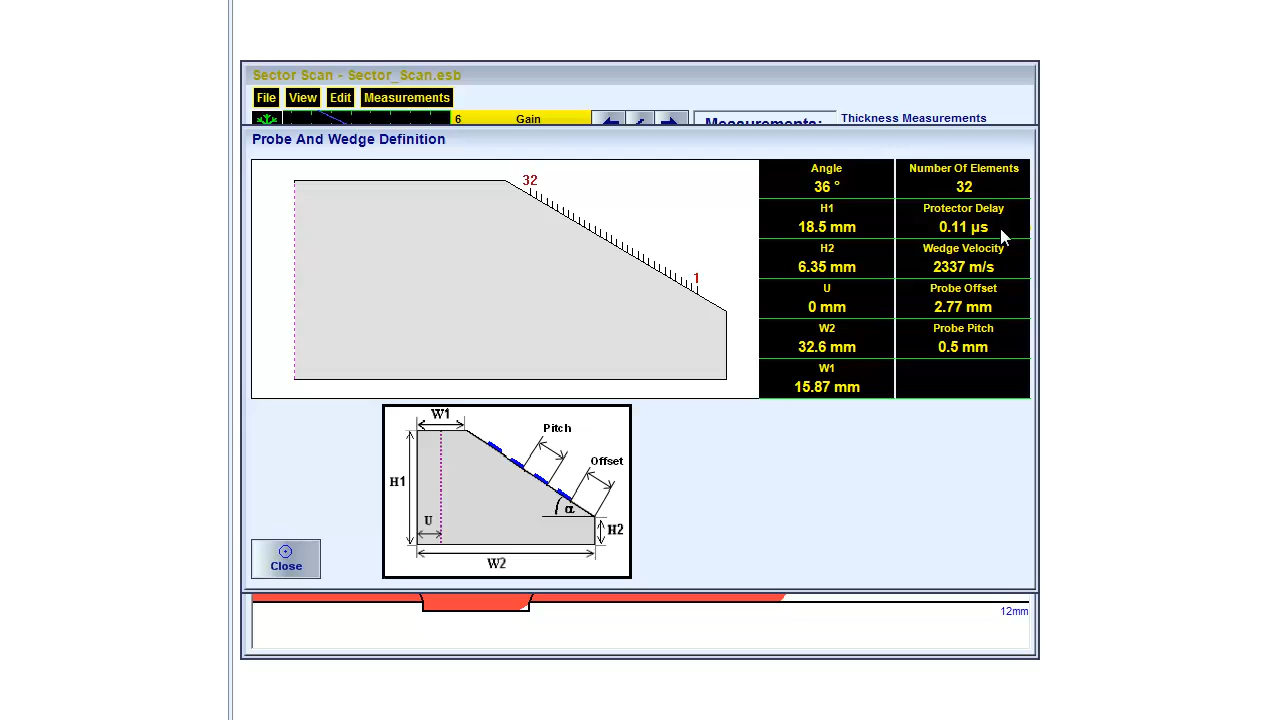 Sector Scan - Sector_Scan.esb
File View Edit Measurements
6 Gain Measurements: Thickness Measurements
Probe And Wedge Definition
32
1
Angle
36 °
Number Of Elements
32
H1
18.5 mm
Protector Delay
0.11 µs
H2
6.35 mm
Wedge Velocity
2337 m/s
U
0 mm
Probe Offset
2.77 mm
W2
32.6 mm
Probe Pitch
0.5 mm
W1
15.87 mm
W1
Pitch
Offset
H1
α
U
H2
W2
Close
12mm